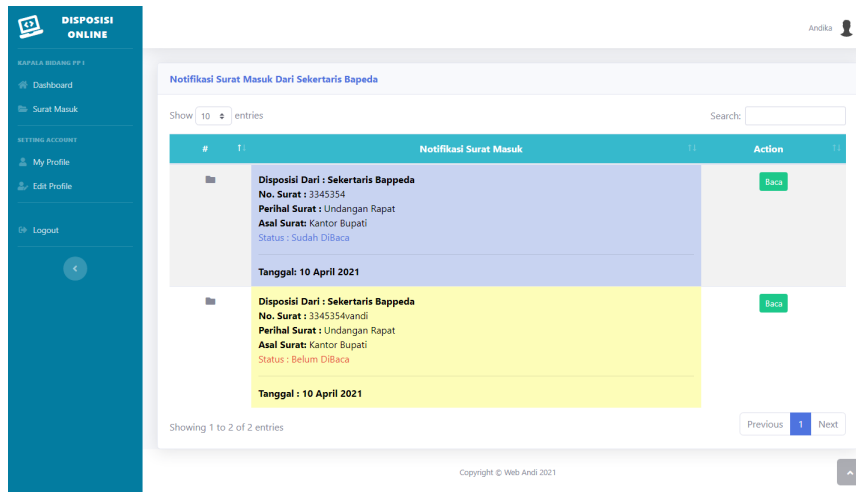 DISPOSISI
ONLINE
Andika
KAPALA BIDANG PP I
Dashboard
Surat Masuk
SETTING ACCOUNT
My Profile
Edit Profile
Logout
Notifikasi Surat Masuk Dari Sekertaris Bapeda
Show 10 entries
Search:
# Notifikasi Surat Masuk Action
Disposisi Dari : Sekertaris Bappeda
No. Surat : 3345354
Perihal Surat : Undangan Rapat
Asal Surat: Kantor Bupati
Status : Sudah DiBaca
Tanggal: 10 April 2021
Baca
Disposisi Dari : Sekertaris Bappeda
No. Surat : 3345354vandi
Perihal Surat : Undangan Rapat
Asal Surat: Kantor Bupati
Status : Belum DiBaca
Tanggal : 10 April 2021
Baca
Showing 1 to 2 of 2 entries
Previous 1 Next
Copyright © Web Andi 2021